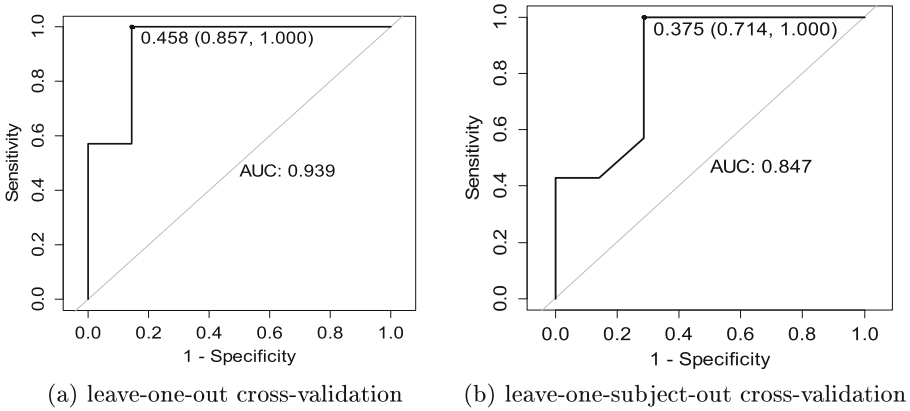 Sensitivity
1.0
0.8
0.6
0.4
0.2
0.0
0.458 (0.857, 1.000)
AUC: 0.939
0.0 0.2 0.4 0.6 0.8 1.0
1 - Specificity
(a) leave-one-out cross-validation
Sensitivity
1.0
0.8
0.6
0.4
0.2
0.0
0.375 (0.714, 1.000)
AUC: 0.847
0.0 0.2 0.4 0.6 0.8 1.0
1 - Specificity
(b) leave-one-subject-out cross-validation